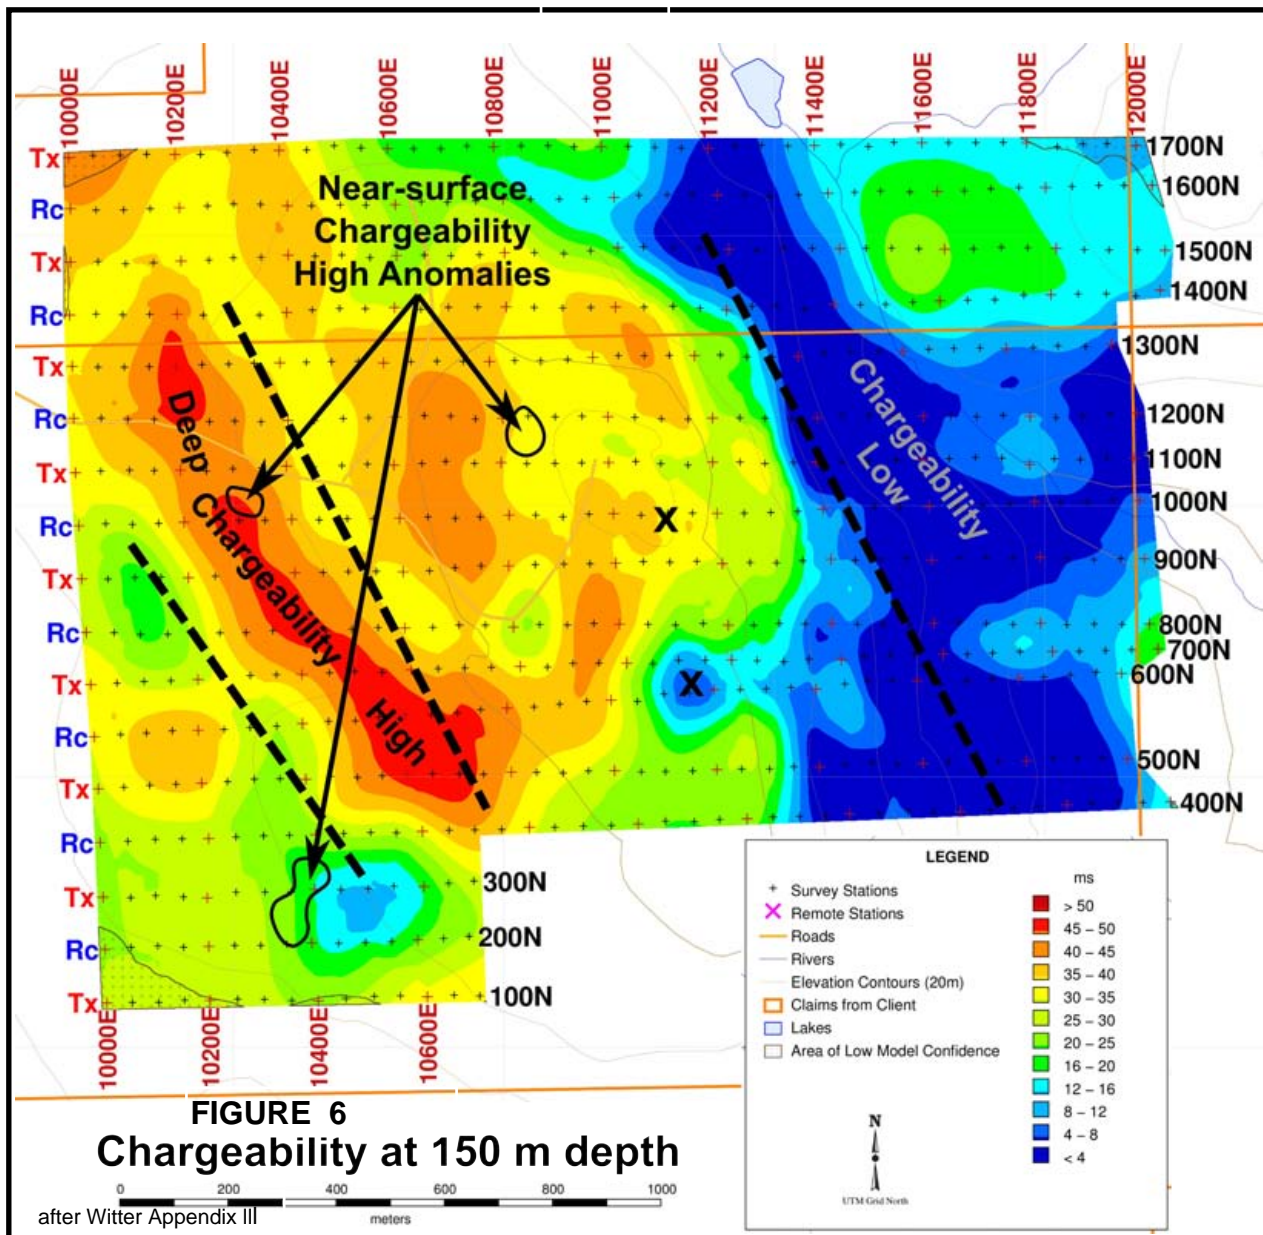 10000E
10200E
10400E
10600E
10800E
11000E
11200E
11400E
11600E
11800E
12000E
Tx
Rc
Tx
Rc
Tx
Rc
Tx
Rc
Tx
Rc
Tx
Rc
Tx
Rc
Tx
Rc
Tx
1700N
1600N
1500N
1400N
1300N
1200N
1100N
1000N
900N
800N
700N
600N
500N
400N
300N
200N
100N
Near-surface
Chargeability
High Anomalies
Deep
Chargeability
High
Chargeability
Low
X
X
10000E
10200E
10400E
10600E
LEGEND
Survey Stations
Remote Stations
Roads
Rivers
Elevation Contours (20m)
Claims from Client
Lakes
Area of Low Model Confidence
ms
> 50
45 – 50
40 – 45
35 – 40
30 – 35
25 – 30
20 – 25
16 – 20
12 – 16
8 – 12
4 – 8
< 4
N
UTM Grid North
FIGURE 6
Chargeability at 150 m depth
0 200 400 600 800 1000
meters
after Witter Appendix III